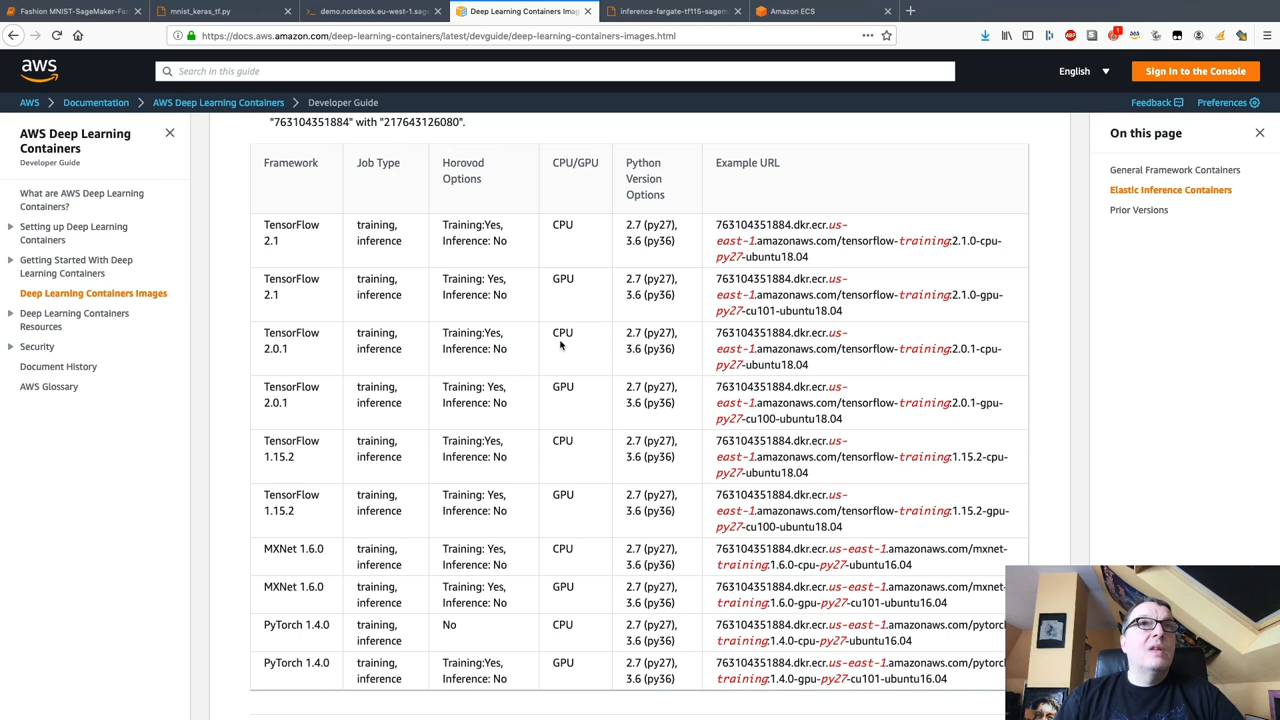 Fashion MNIST-SageMaker-Fa
mnist_keras_tf.py
demo.notebook.eu-west-1.sag
Deep Learning Containers Imag
inference-fargate-tf115-sagem
Amazon ECS
https://docs.aws.amazon.com/deep-learning-containers/latest/devguide/deep-learning-containers-images.html
aws
Search in this guide
English
Sign In to the Console
AWS > Documentation > AWS Deep Learning Containers > Developer Guide
Feedback
Preferences
AWS Deep Learning
Containers
Developer Guide
What are AWS Deep Learning
Containers?
Setting up Deep Learning
Containers
Getting Started With Deep
Learning Containers
Deep Learning Containers Images
Deep Learning Containers
Resources
Security
Document History
AWS Glossary
"763104351884" with "217643126080".
Framework
Job Type
Horovod
Options
CPU/GPU
Python
Version
Options
Example URL
TensorFlow
2.1
training,
inference
Training:Yes,
Inference: No
CPU
2.7 (py27),
3.6 (py36)
763104351884.dkr.ecr.us-
east-1.amazonaws.com/tensorflow-training:2.1.0-cpu-
py27-ubuntu18.04
TensorFlow
2.1
training,
inference
Training: Yes,
Inference: No
GPU
2.7 (py27),
3.6 (py36)
763104351884.dkr.ecr.us-
east-1.amazonaws.com/tensorflow-training:2.1.0-gpu-
py27-cu101-ubuntu18.04
TensorFlow
2.0.1
training,
inference
Training:Yes,
Inference: No
CPU
2.7 (py27),
3.6 (py36)
763104351884.dkr.ecr.us-
east-1.amazonaws.com/tensorflow-training:2.0.1-cpu-
py27-ubuntu18.04
TensorFlow
2.0.1
training,
inference
Training: Yes,
Inference: No
GPU
2.7 (py27),
3.6 (py36)
763104351884.dkr.ecr.us-
east-1.amazonaws.com/tensorflow-training:2.0.1-gpu-
py27-cu100-ubuntu18.04
TensorFlow
1.15.2
training,
inference
Training:Yes,
Inference: No
CPU
2.7 (py27),
3.6 (py36)
763104351884.dkr.ecr.us-
east-1.amazonaws.com/tensorflow-training:1.15.2-cpu-
py27-ubuntu18.04
TensorFlow
1.15.2
training,
inference
Training: Yes,
Inference: No
GPU
2.7 (py27),
3.6 (py36)
763104351884.dkr.ecr.us-
east-1.amazonaws.com/tensorflow-training:1.15.2-gpu-
py27-cu100-ubuntu18.04
MXNet 1.6.0
training,
inference
Training: Yes,
Inference: No
CPU
2.7 (py27),
3.6 (py36)
763104351884.dkr.ecr.us-east-1.amazonaws.com/mxnet-
training:1.6.0-cpu-py27-ubuntu16.04
MXNet 1.6.0
training,
inference
Training: Yes,
Inference: No
GPU
2.7 (py27),
3.6 (py36)
763104351884.dkr.ecr.us-east-1.amazonaws.com/mxnet-
training:1.6.0-gpu-py27-cu101-ubuntu16.04
PyTorch 1.4.0
training,
inference
No
CPU
2.7 (py27),
3.6 (py36)
763104351884.dkr.ecr.us-east-1.amazonaws.com/pytorc
training:1.4.0-cpu-py27-ubuntu16.04
PyTorch 1.4.0
training,
inference
Training:Yes,
Inference: No
GPU
2.7 (py27),
3.6 (py36)
763104351884.dkr.ecr.us-east-1.amazonaws.com/pytorc
training:1.4.0-gpu-py27-cu101-ubuntu16.04
On this page
General Framework Containers
Elastic Inference Containers
Prior Versions